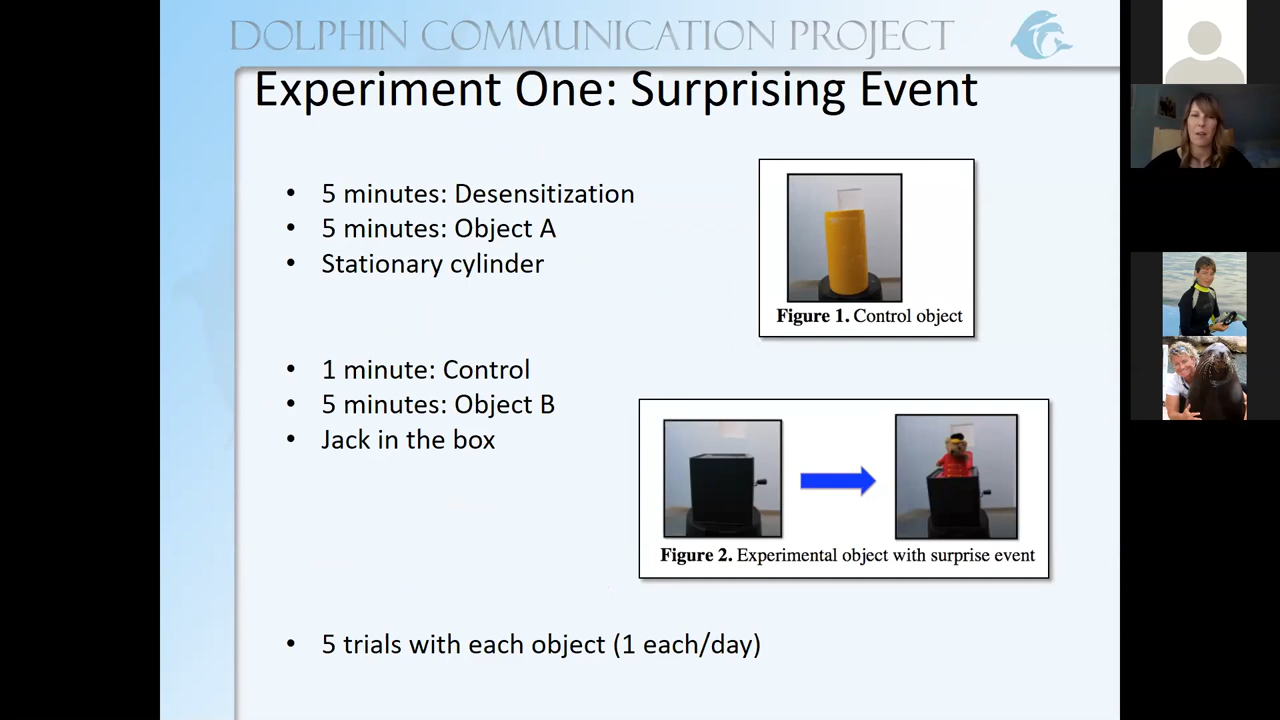 DOLPHIN COMMUNICATION PROJECT
Experiment One: Surprising Event
• 5 minutes: Desensitization
• 5 minutes: Object A
• Stationary cylinder
Figure 1. Control object
• 1 minute: Control
• 5 minutes: Object B
• Jack in the box
Figure 2. Experimental object with surprise event
• 5 trials with each object (1 each/day)